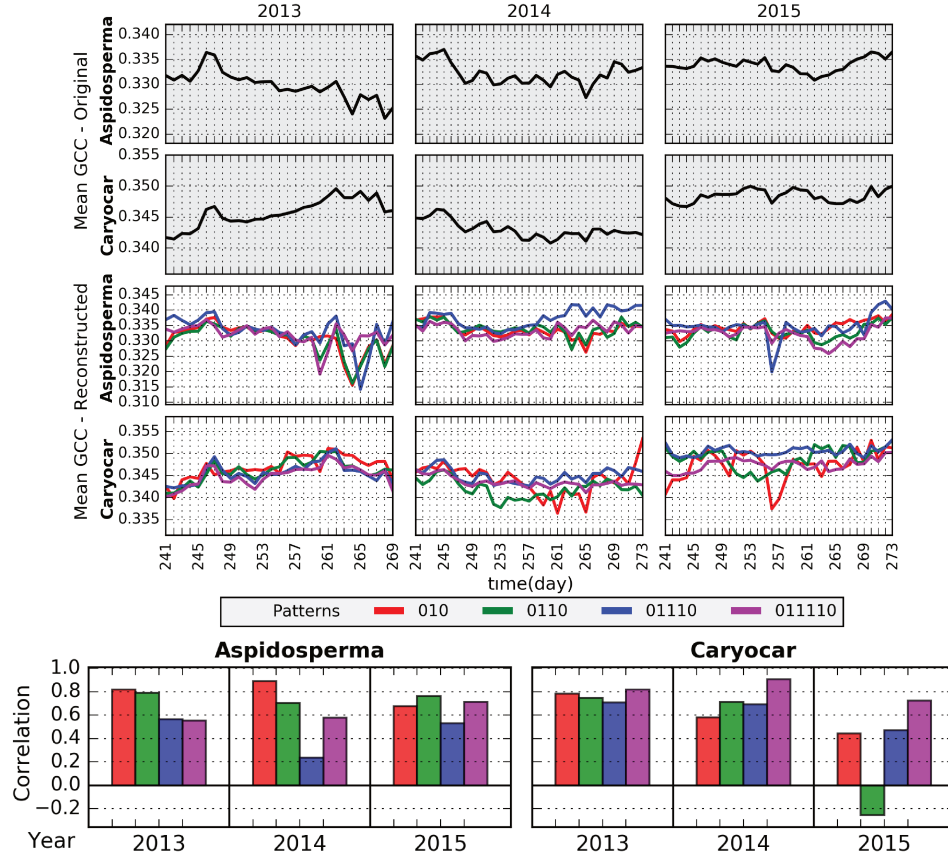 2013 2014 2015
Mean GCC - Original
Aspidosperma
0.340
0.335
0.330
0.325
0.320
Caryocar
0.355
0.350
0.345
0.340
Mean GCC - Reconstructed
Aspidosperma
0.345
0.340
0.335
0.330
0.325
0.320
0.315
0.310
Caryocar
0.355
0.350
0.345
0.340
0.335
241 245 249 253 257 261 265 269
241 245 249 253 257 261 265 269 273
241 245 249 253 257 261 265 269 273
time(day)
Patterns 010 0110 01110 011110
Aspidosperma Caryocar
Correlation
1.0
0.8
0.6
0.4
0.2
0.0
−0.2
Year 2013 2014 2015 2013 2014 2015